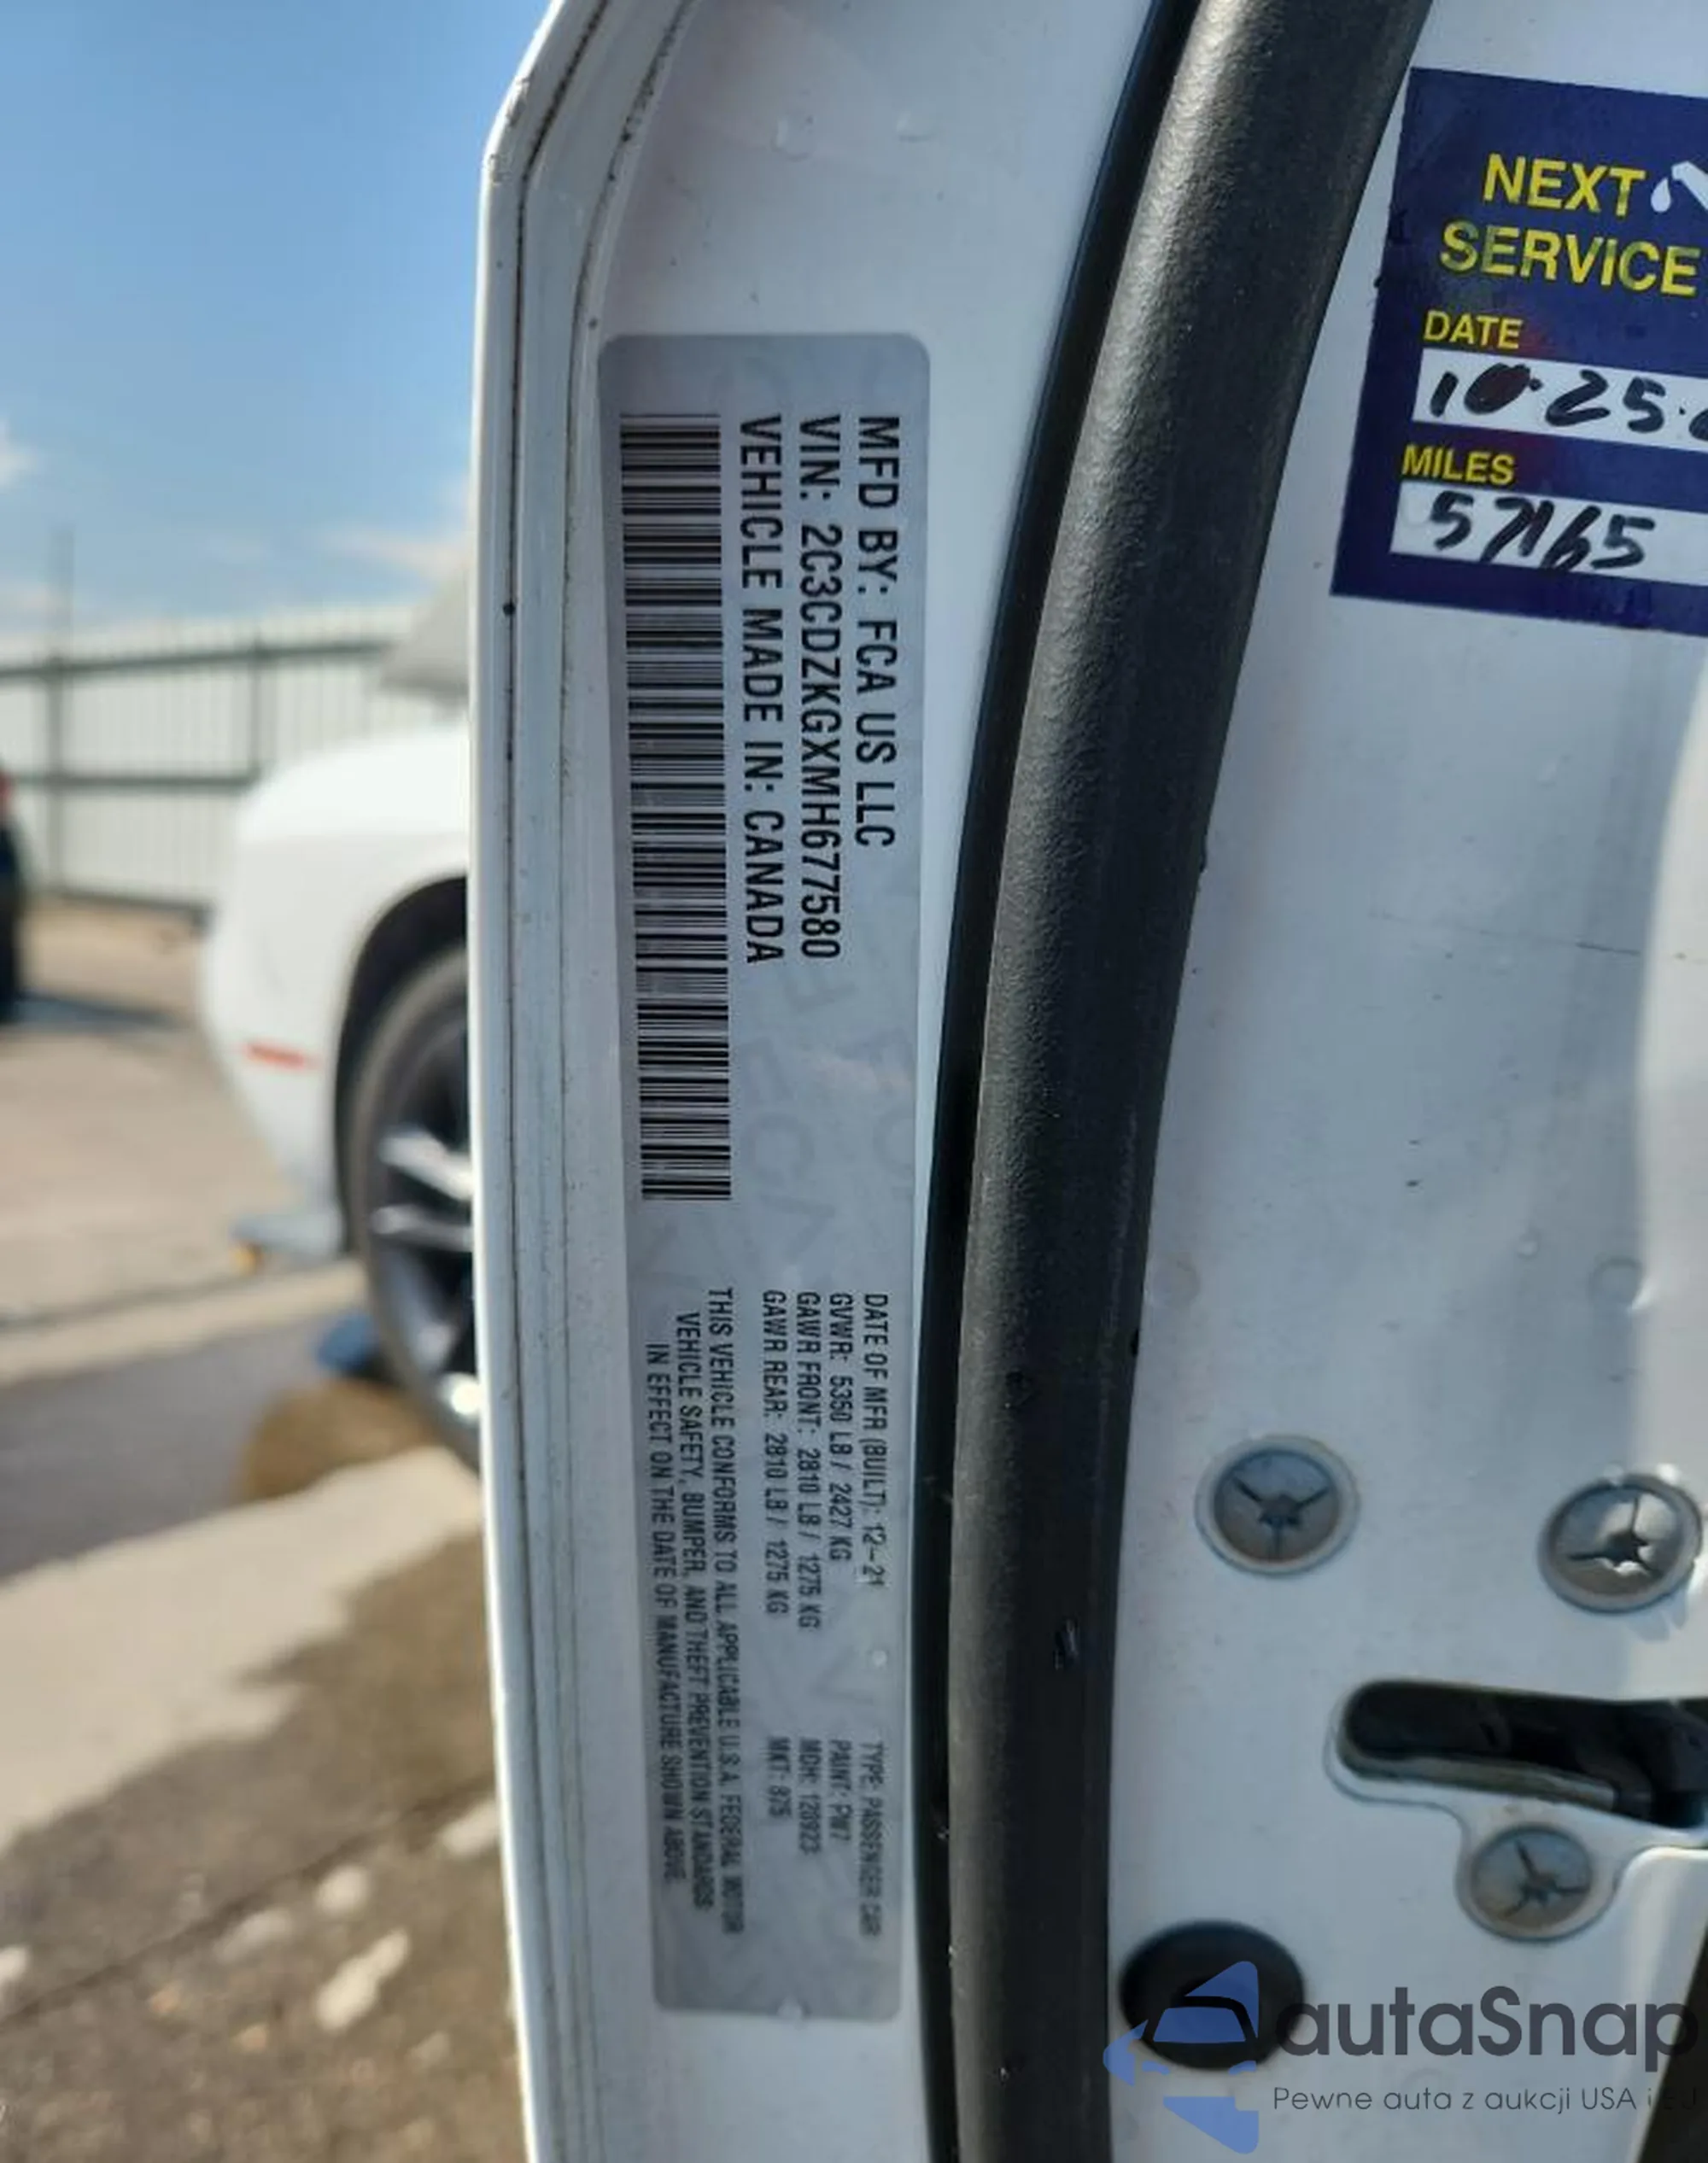 MFD BY: FCA US LLC
VIN: 2C3CDZKGXMH677580
VEHICLE MADE IN: CANADA
DATE OF MFR (BUILT): 12-21
GVWR: 5350 LB / 2427 KG
GAWR FRONT: 2810 LB / 1275 KG
GAWR REAR: 2810 LB / 1275 KG
TYPE: PASSENGER CAR
PAINT: PW7
MDH: 120923
MKT: 875
THIS VEHICLE CONFORMS TO ALL APPLICABLE U.S.A. FEDERAL MOTOR
VEHICLE SAFETY, BUMPER, AND THEFT PREVENTION STANDARDS
IN EFFECT ON THE DATE OF MANUFACTURE SHOWN ABOVE
NEXT
SERVICE
DATE
10·25·
MILES
57165
autaSnap
Pewne auta z aukcji USA i EU